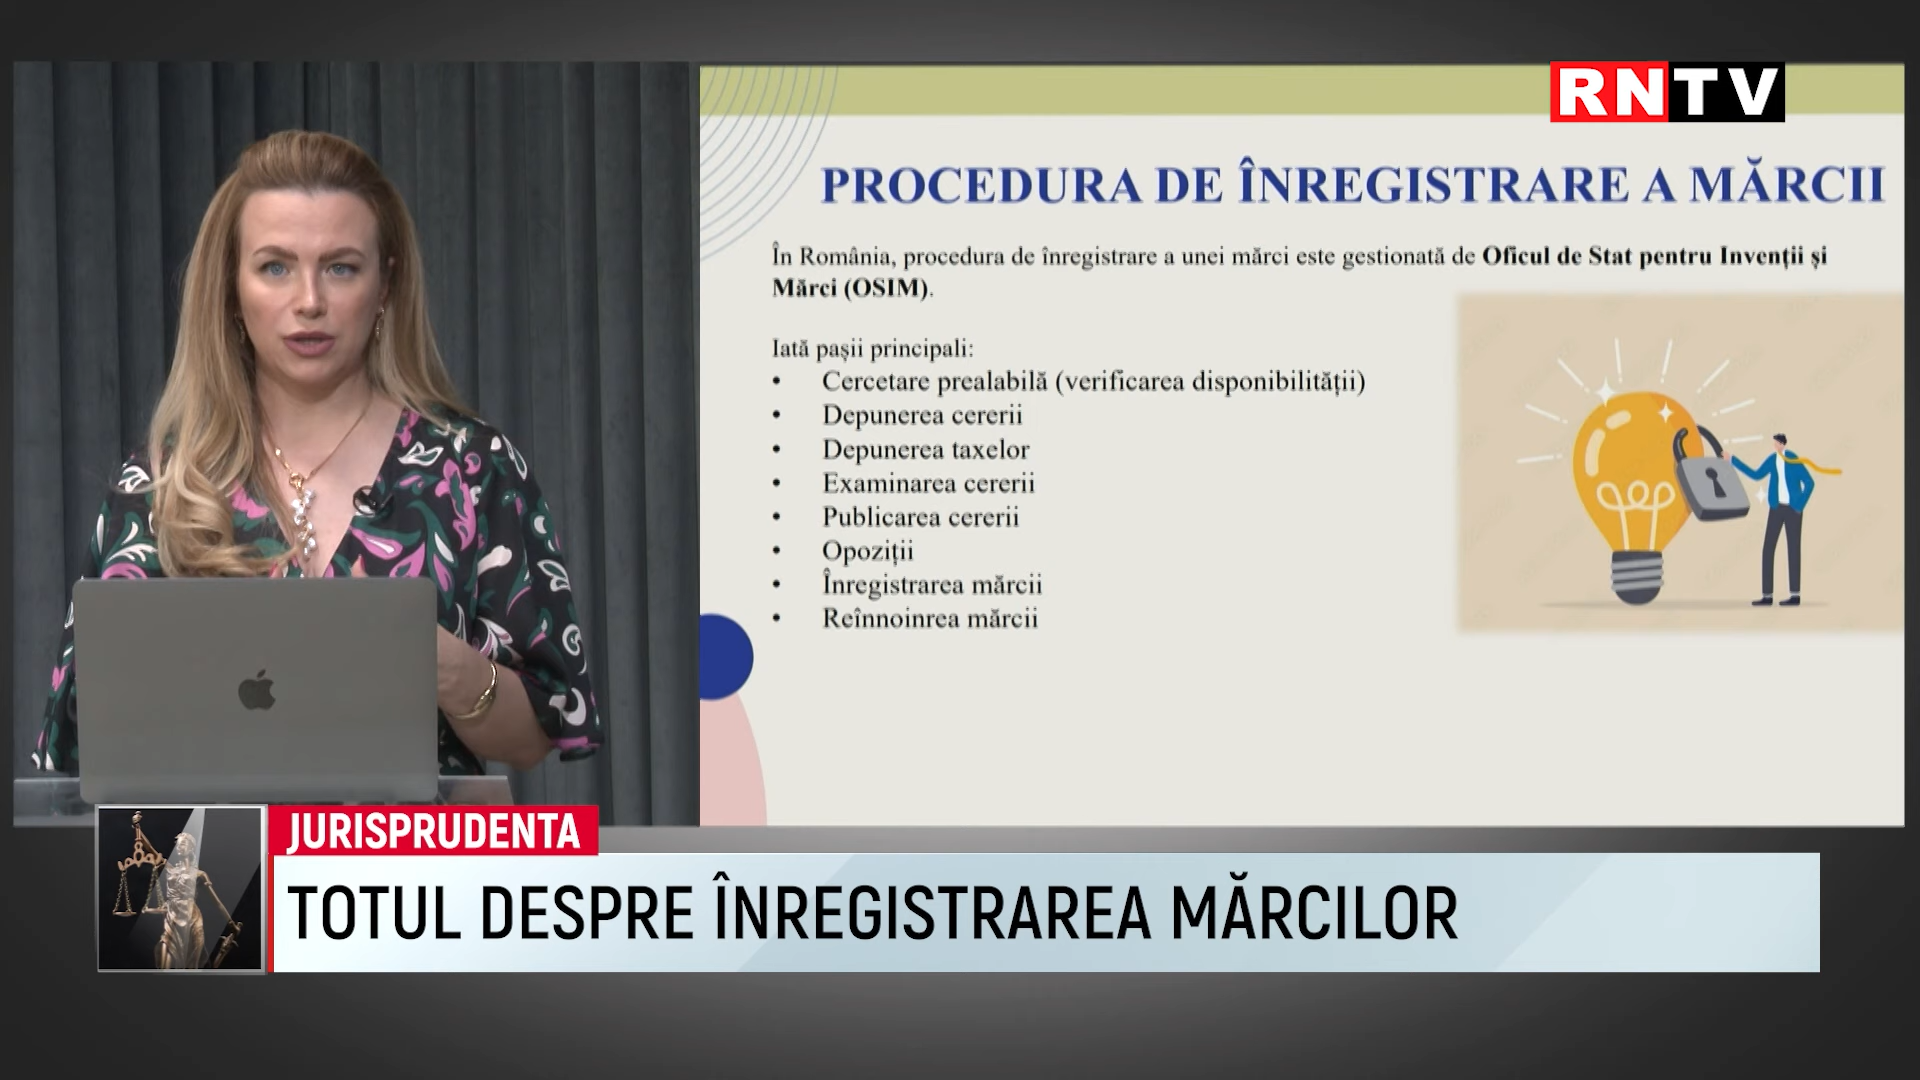 RNTV
PROCEDURA DE ÎNREGISTRARE A MĂRCII
În România, procedura de înregistrare a unei mărci este gestionată de Oficul de Stat pentru Invenții și
Mărci (OSIM).
Iată pașii principali:
• Cercetare prealabilă (verificarea disponibilității)
• Depunerea cererii
• Depunerea taxelor
• Examinarea cererii
• Publicarea cererii
• Opoziții
• Înregistrarea mărcii
• Reînnoinrea mărcii
JURISPRUDENTA
TOTUL DESPRE ÎNREGISTRAREA MĂRCILOR